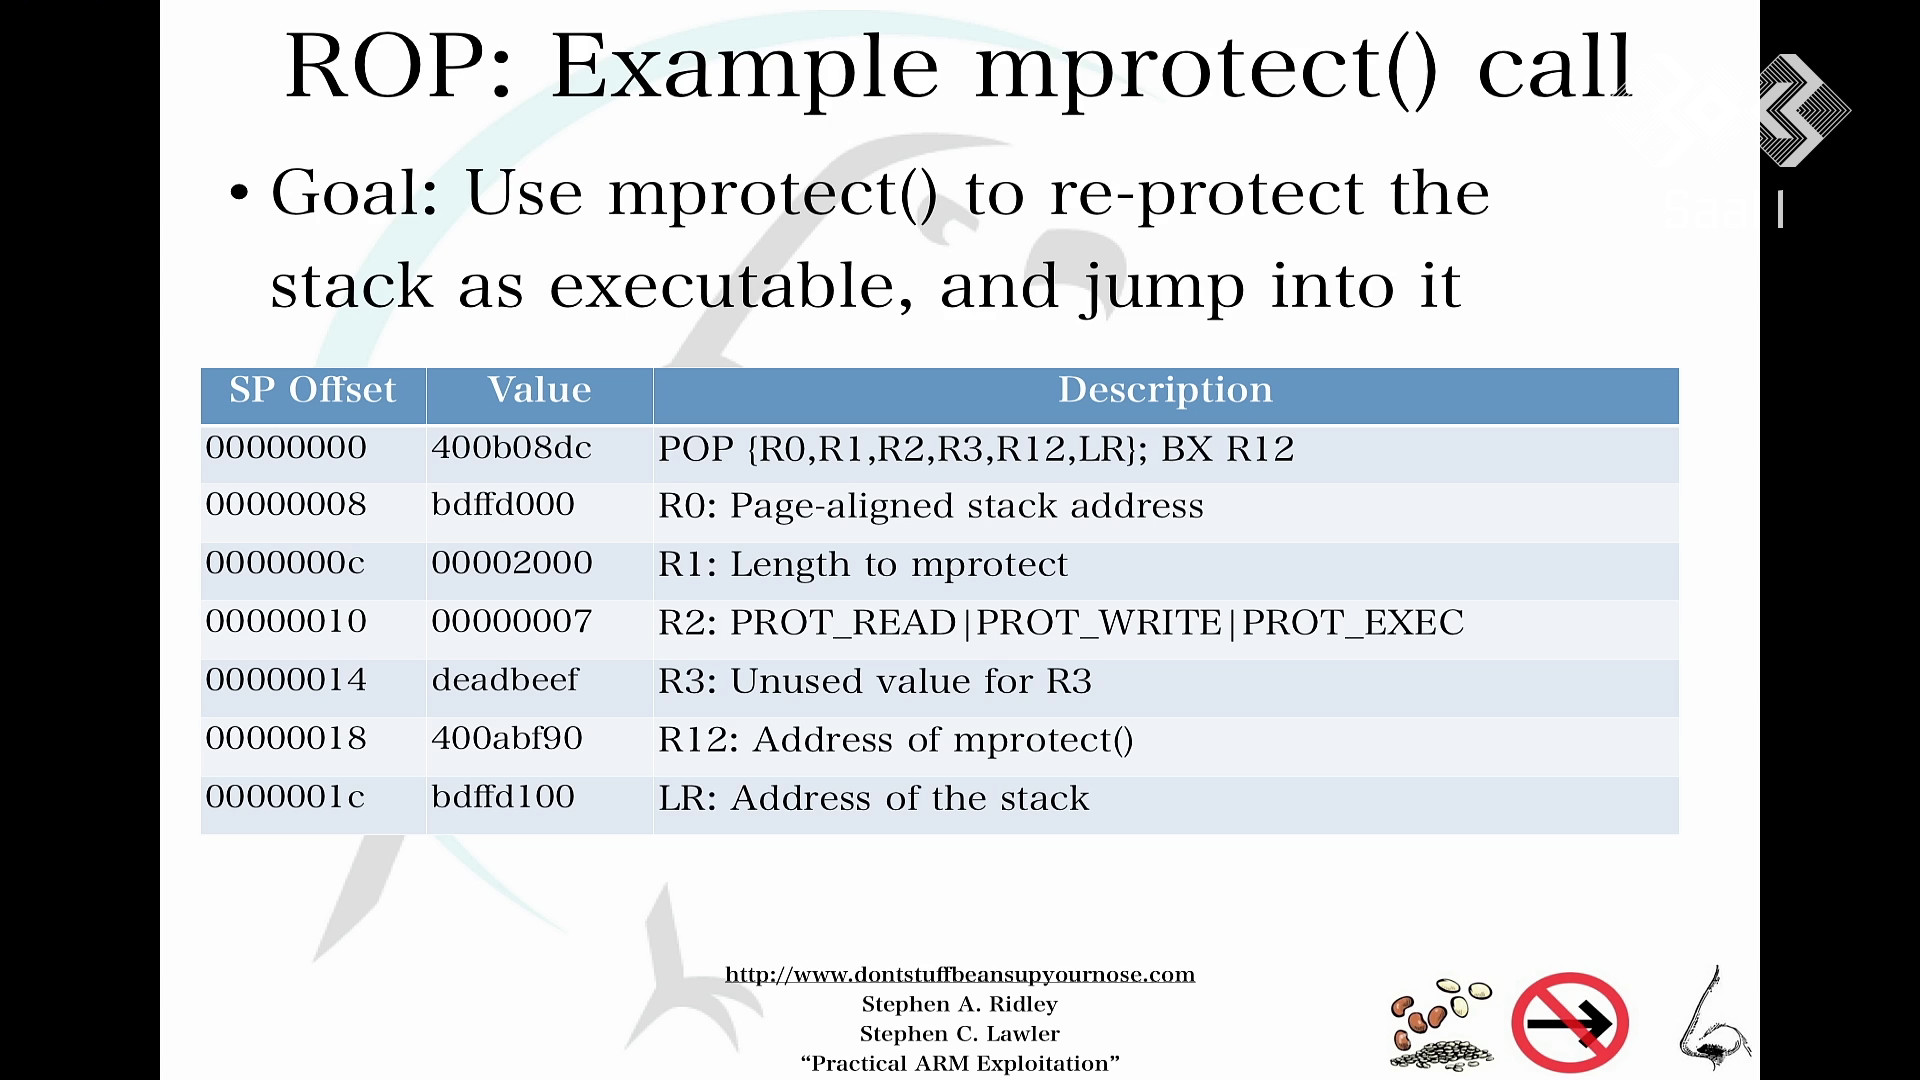 ROP: Example mprotect() call
• Goal: Use mprotect() to re-protect the
stack as executable, and jump into it
SP Offset Value Description
00000000 400b08dc POP {R0,R1,R2,R3,R12,LR}; BX R12
00000008 bdffd000 R0: Page-aligned stack address
0000000c 00002000 R1: Length to mprotect
00000010 00000007 R2: PROT_READ|PROT_WRITE|PROT_EXEC
00000014 deadbeef R3: Unused value for R3
00000018 400abf90 R12: Address of mprotect()
0000001c bdffd100 LR: Address of the stack
http://www.dontstuffbeansupyournose.com
Stephen A. Ridley
Stephen C. Lawler
“Practical ARM Exploitation”